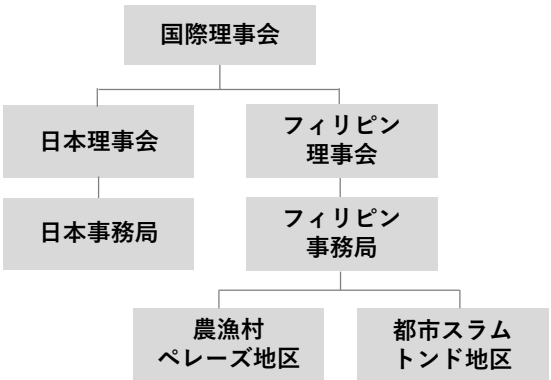 国際理事会
日本理事会
フィリピン
理事会
日本事務局
フィリピン
事務局
農漁村
ペレーズ地区
都市スラム
トンド地区